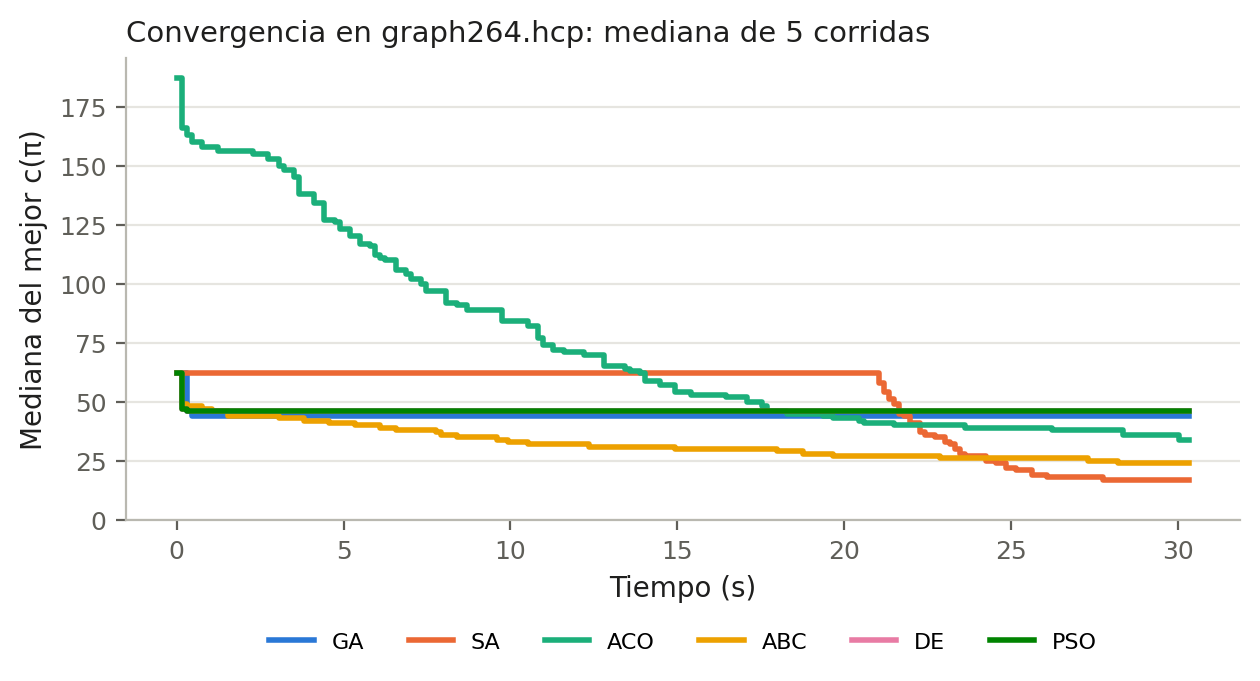 Convergencia en graph264.hcp: mediana de 5 corridas
Mediana del mejor c(π)
175
150
125
100
75
50
25
0
0 5 10 15 20 25 30
Tiempo (s)
GA SA ACO ABC DE PSO